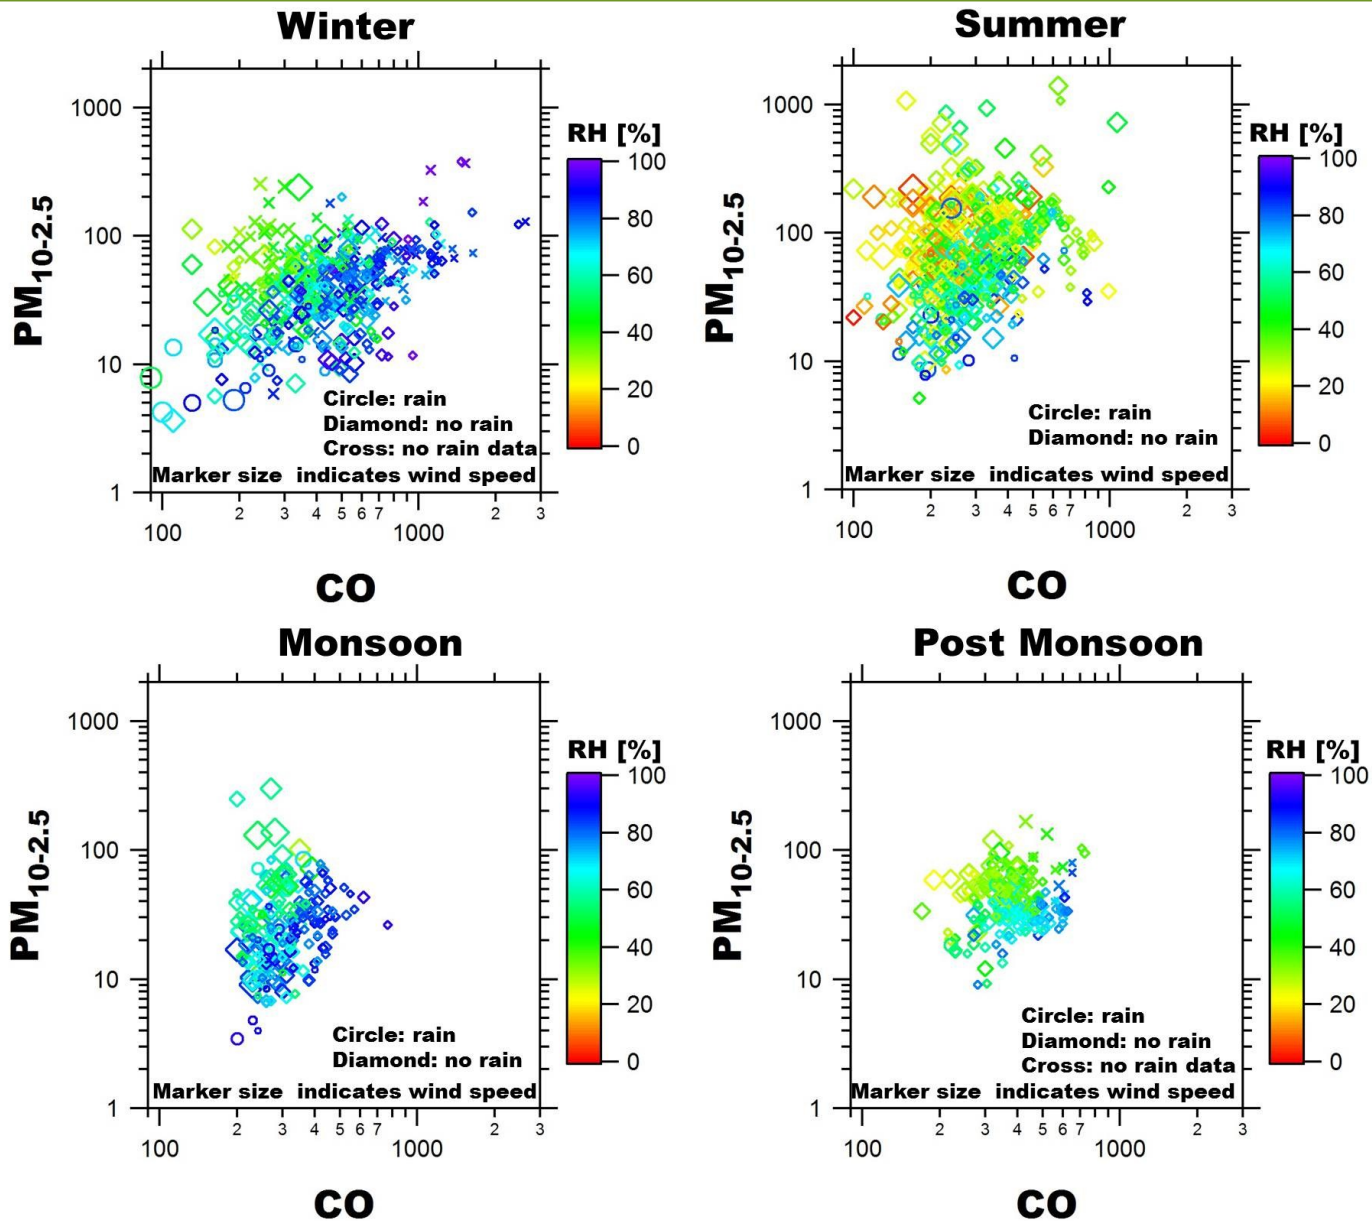 Winter
1000
100
10
1
PM10-2.5
RH [%]
100
80
60
40
20
0
Circle: rain
Diamond: no rain
Cross: no rain data
Marker size indicates wind speed
2 3 4 5 6 7 2 3
100 1000
CO
Summer
1000
100
10
1
PM10-2.5
RH [%]
100
80
60
40
20
0
Circle: rain
Diamond: no rain
Marker size indicates wind speed
2 3 4 5 6 7 2 3
100 1000
CO
Monsoon
1000
100
10
1
PM10-2.5
RH [%]
100
80
60
40
20
0
Circle: rain
Diamond: no rain
Marker size indicates wind speed
2 3 4 5 6 7 2 3
100 1000
CO
Post Monsoon
1000
100
10
1
PM10-2.5
RH [%]
100
80
60
40
20
0
Circle: rain
Diamond: no rain
Cross: no rain data
Marker size indicates wind speed
2 3 4 5 6 7 2 3
100 1000
CO